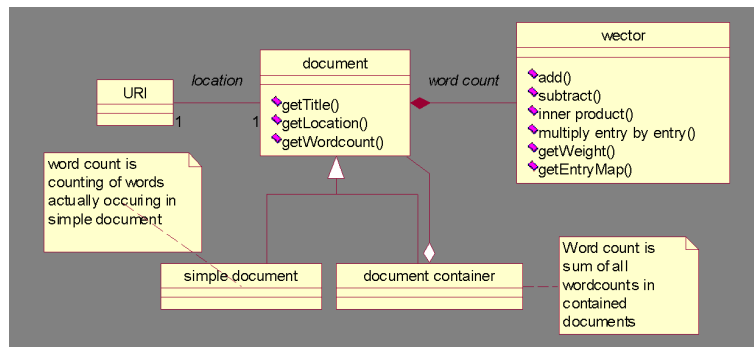 wector
add()
subtract()
inner product()
multiply entry by entry()
getWeight()
getEntryMap()
document
getTitle()
getLocation()
getWordcount()
location
word count
URI
1
1
word count is
counting of words
actually occuring in
simple document
simple document
document container
Word count is
sum of all
wordcounts in
contained
documents